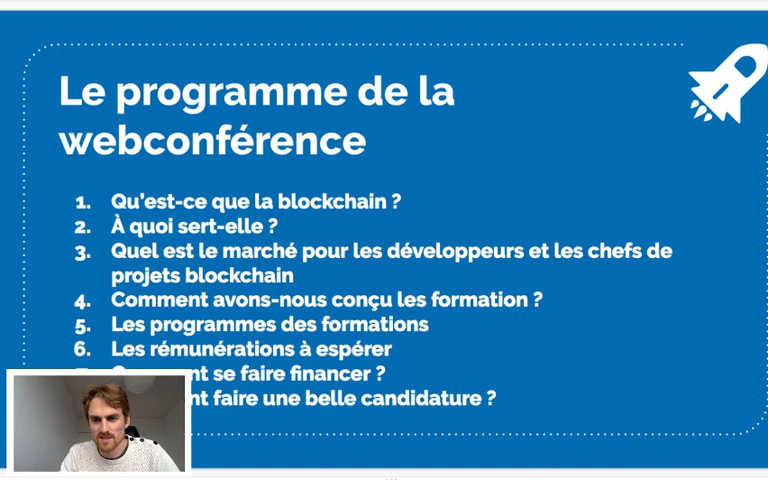 Le programme de la
webconférence
1. Qu'est-ce que la blockchain ?
2. À quoi sert-elle ?
3. Quel est le marché pour les développeurs et les chefs de
projets blockchain
4. Comment avons-nous conçu les formation ?
5. Les programmes des formations
6. Les rémunérations à espérer
nt se faire financer ?
nt faire une belle candidature ?